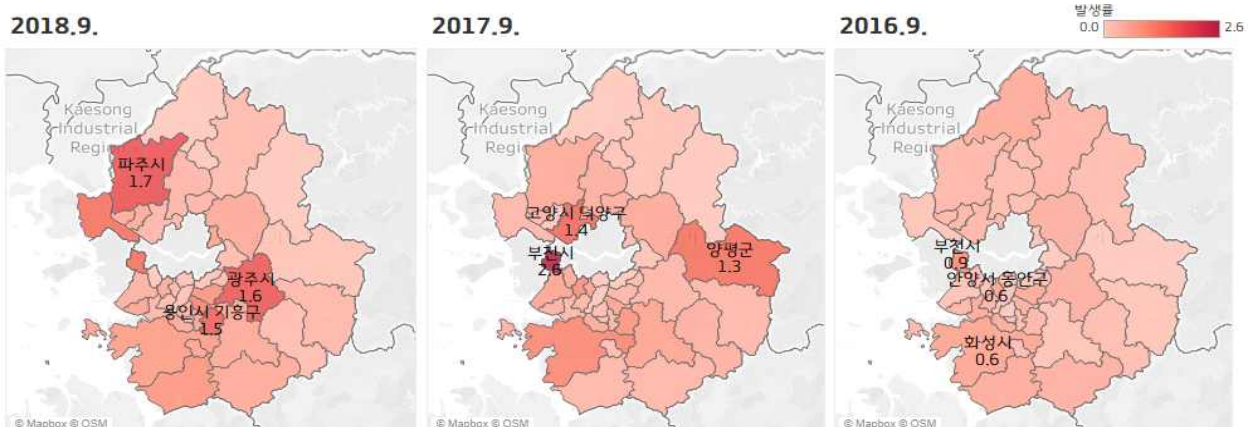 2018.9.
2017.9.
2016.9.
발생률
0.0
2.6
Kaesong
Industrial
Region
파주시
1.7
광주시
1.6
용인시 기흥구
1.5
© Mapbox © OSM
Kaesong
Industrial
Region
고양시 덕양구
1.4
부천시
2.6
양평군
1.3
© Mapbox © OSM
Kaesong
Industrial
Region
부천시
0.9
안양시 동안구
0.6
화성시
0.6
© Mapbox © OSM